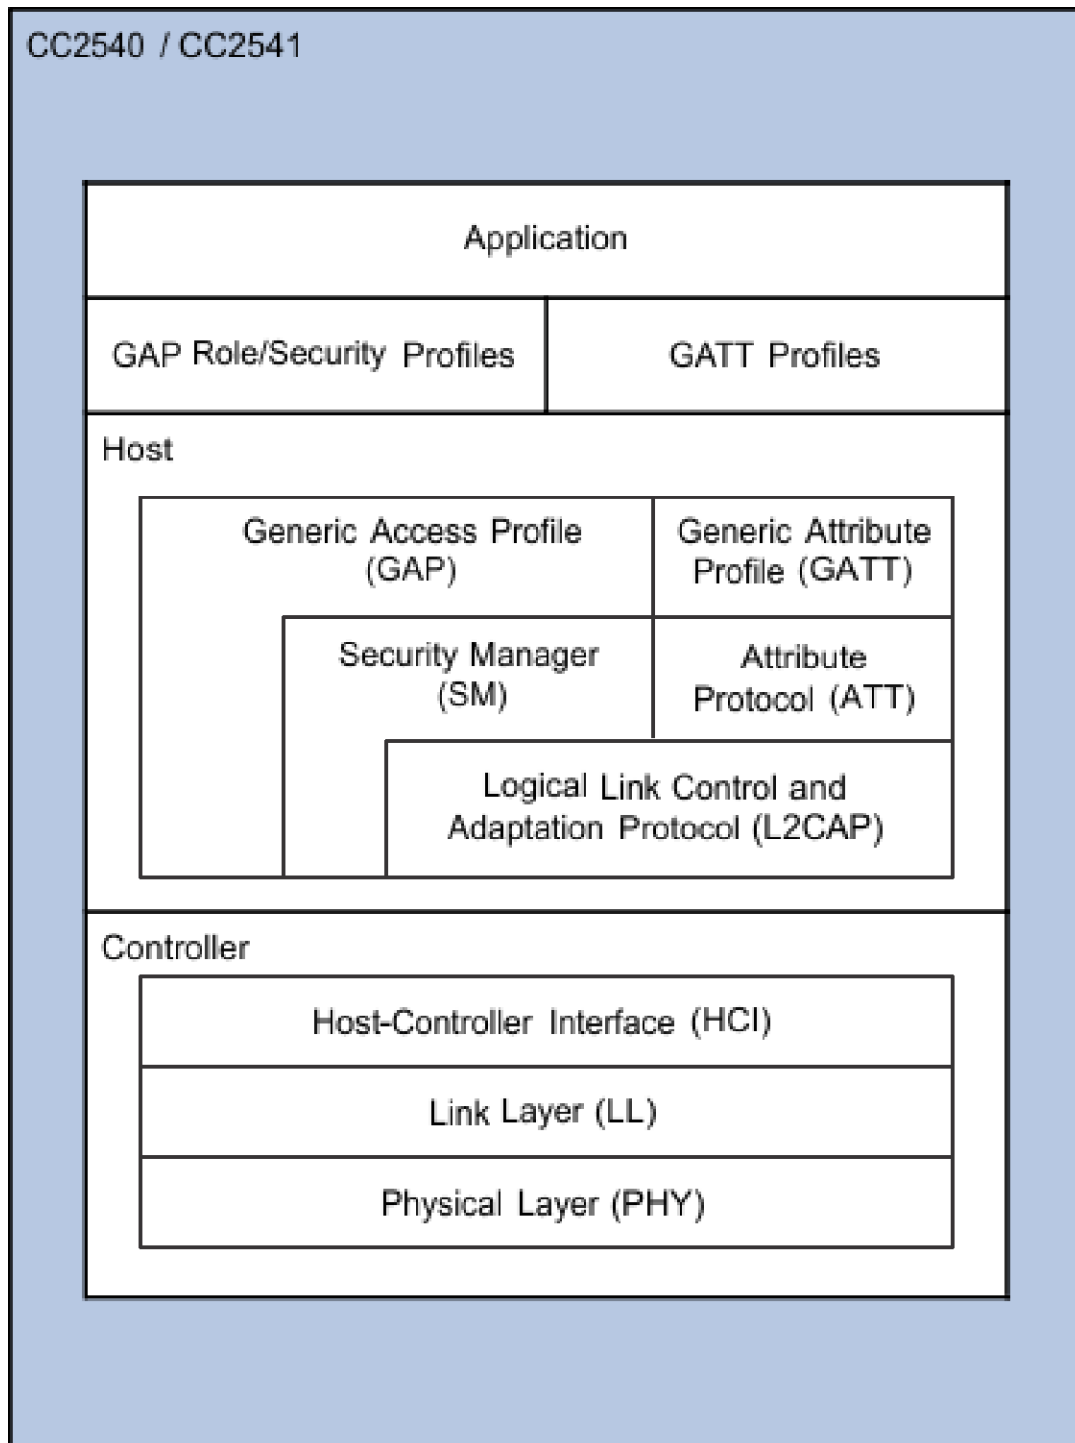 CC2540 / CC2541
Application
GAP Role/Security Profiles
GATT Profiles
Host
Generic Access Profile
(GAP)
Generic Attribute
Profile (GATT)
Security Manager
(SM)
Attribute
Protocol (ATT)
Logical Link Control and
Adaptation Protocol (L2CAP)
Controller
Host-Controller Interface (HCI)
Link Layer (LL)
Physical Layer (PHY)